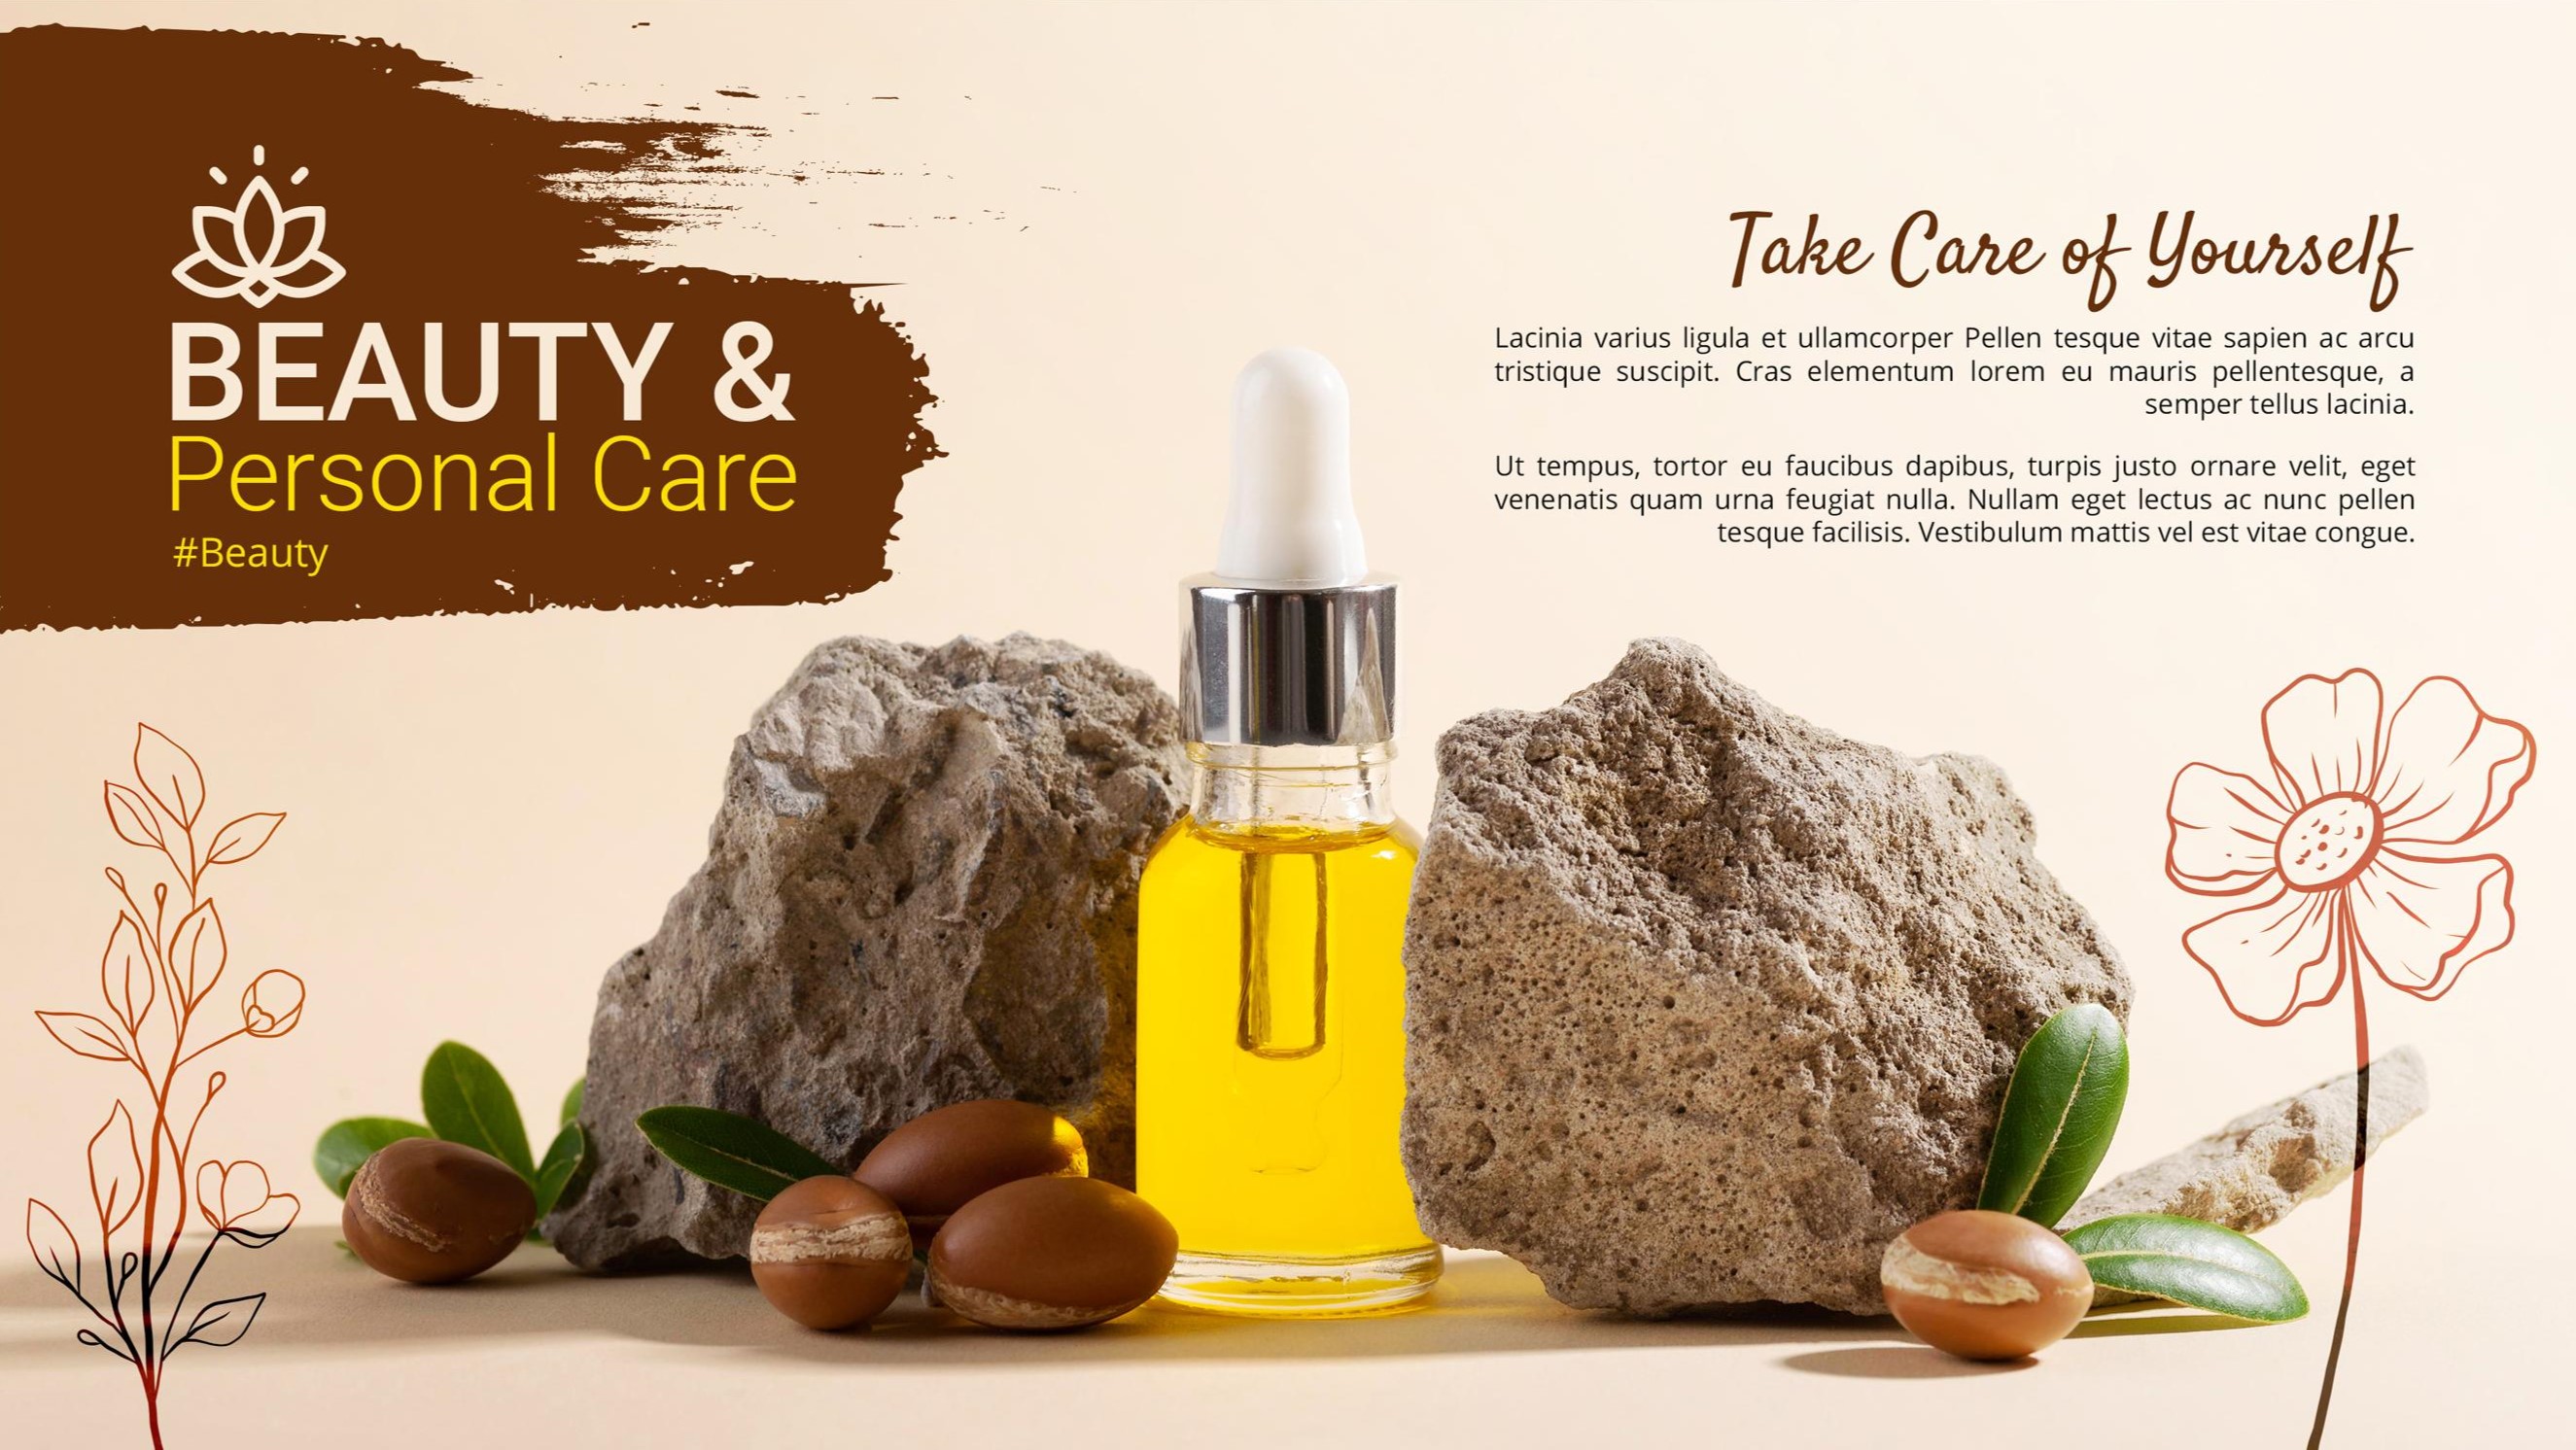 BEAUTY &
Personal Care
#Beauty
Take Care of Yourself
Lacinia varius ligula et ullamcorper Pellen tesque vitae sapien ac arcu
tristique suscipit. Cras elementum lorem eu mauris pellentesque, a
semper tellus lacinia.
Ut tempus, tortor eu faucibus dapibus, turpis justo ornare velit, eget
venenatis quam urna feugiat nulla. Nullam eget lectus ac nunc pellen
tesque facilisis. Vestibulum mattis vel est vitae congue.